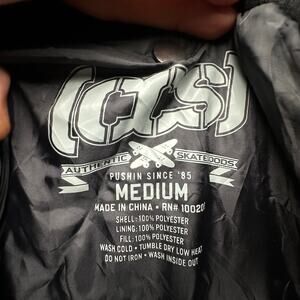 (CCS)
AUTHENTIC SKATEGOODS
PUSHIN SINCE '85
MEDIUM
MADE IN CHINA • RN# 100208
SHELL: 100% POLYESTER
LINING: 100% POLYESTER
FILL: 100% POLYESTER
WASH COLD • TUMBLE DRY LOW HEAT
DO NOT IRON • WASH INSIDE OUT